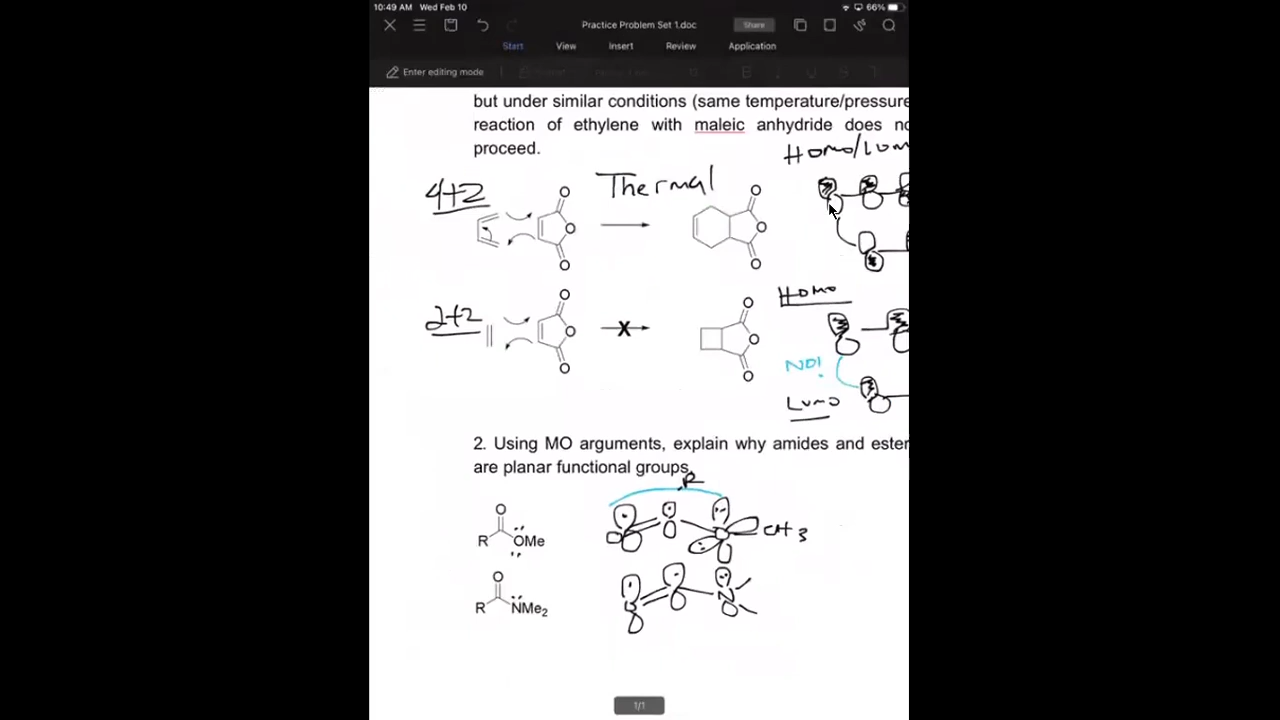 10:49 AM Wed Feb 10
66%
Practice Problem Set 1.doc
Share
Start View Insert Review Application
Enter editing mode
but under similar conditions (same temperature/pressure
reaction of ethylene with maleic anhydride does no
proceed.
Homo/Lum
4+2
Thermal
O
O
O
O
O
O
Homo
2+2
O
O
O
X
O
O
O
NO!
Lumo
2. Using MO arguments, explain why amides and ester
are planar functional groups.
R
O
R OMe
O
CH3
O
R NMe2
N
1/1